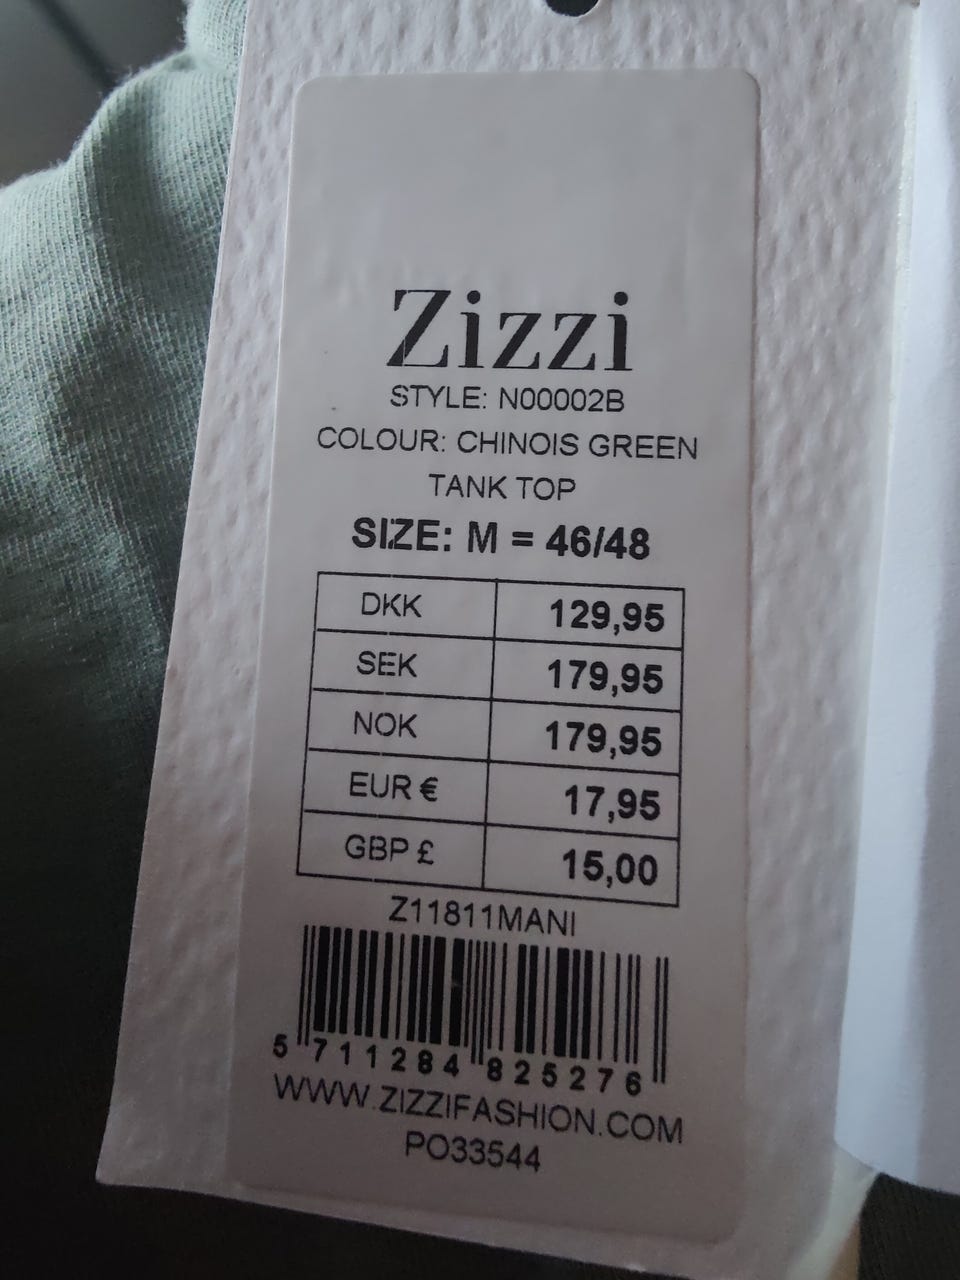 Zizzi
STYLE: N00002B
COLOUR: CHINOIS GREEN
TANK TOP
SIZE: M = 46/48
DKK 129,95
SEK 179,95
NOK 179,95
EUR € 17,95
GBP £ 15,00
Z11811MANI
5 711284 825276
WWW.ZIZZIFASHION.COM
PO33544